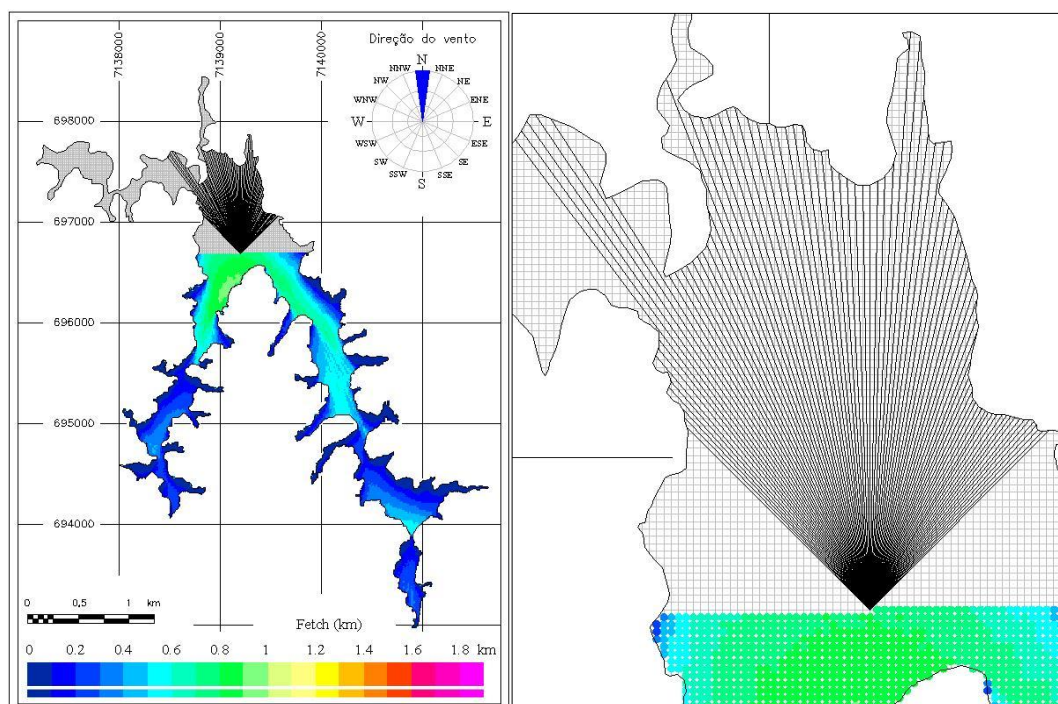 7138000
7139000
7140000
Direção do vento
N
NNW
NNE
NW
NE
WNW
ENE
W
E
WSW
ESE
SW
SE
SSW
SSE
S
698000
697000
696000
695000
694000
0 0.5 1 km
Fetch (km)
0 0.2 0.4 0.6 0.8 1 1.2 1.4 1.6 1.8 km